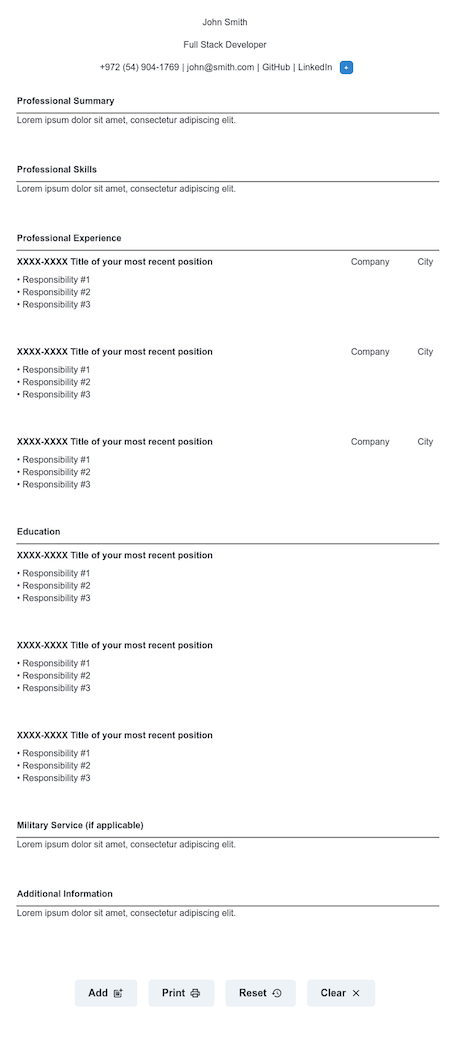 John Smith
Full Stack Developer
+972 (54) 904-1769 | john@smith.com | GitHub | LinkedIn +
Professional Summary
Lorem ipsum dolor sit amet, consectetur adipiscing elit.
Professional Skills
Lorem ipsum dolor sit amet, consectetur adipiscing elit.
Professional Experience
XXXX-XXXX Title of your most recent position Company City
• Responsibility #1
• Responsibility #2
• Responsibility #3
XXXX-XXXX Title of your most recent position Company City
• Responsibility #1
• Responsibility #2
• Responsibility #3
XXXX-XXXX Title of your most recent position Company City
• Responsibility #1
• Responsibility #2
• Responsibility #3
Education
XXXX-XXXX Title of your most recent position
• Responsibility #1
• Responsibility #2
• Responsibility #3
XXXX-XXXX Title of your most recent position
• Responsibility #1
• Responsibility #2
• Responsibility #3
XXXX-XXXX Title of your most recent position
• Responsibility #1
• Responsibility #2
• Responsibility #3
Military Service (if applicable)
Lorem ipsum dolor sit amet, consectetur adipiscing elit.
Additional Information
Lorem ipsum dolor sit amet, consectetur adipiscing elit.
Add Print Reset Clear